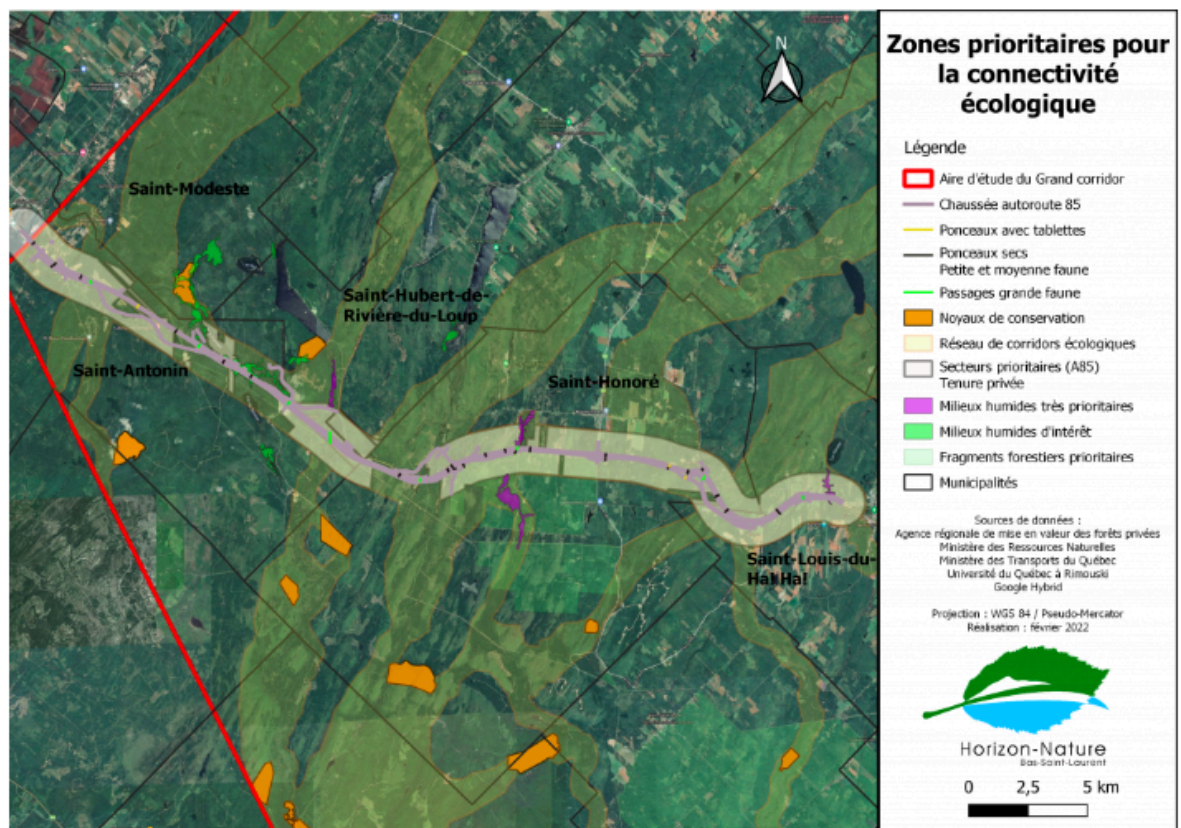 Zones prioritaires pour
la connectivité
écologique
Légende
Aire d'étude du Grand corridor
Chaussée autoroute 85
Ponceaux avec tablettes
Ponceaux secs
Petite et moyenne faune
Passages grande faune
Noyaux de conservation
Réseau de corridors écologiques
Secteurs prioritaires (A85)
Tenure privée
Milieux humides très prioritaires
Milieux humides d'intérêt
Fragments forestiers prioritaires
Municipalités
Sources de données :
Agence régionale de mise en valeur des forêts privées
Ministère des Ressources Naturelles
Ministère des Transports du Québec
Université du Québec à Rimouski
Google Hybrid
Projection : WGS 84 / Pseudo-Mercator
Réalisation : février 2022
Horizon-Nature
Bas-Saint-Laurent
0 2,5 5 km
N
Saint-Modeste
Saint-Hubert-de-
Rivière-du-Loup
Saint-Antonin
Saint-Honoré
Saint-Louis-du-
Ha! Ha!